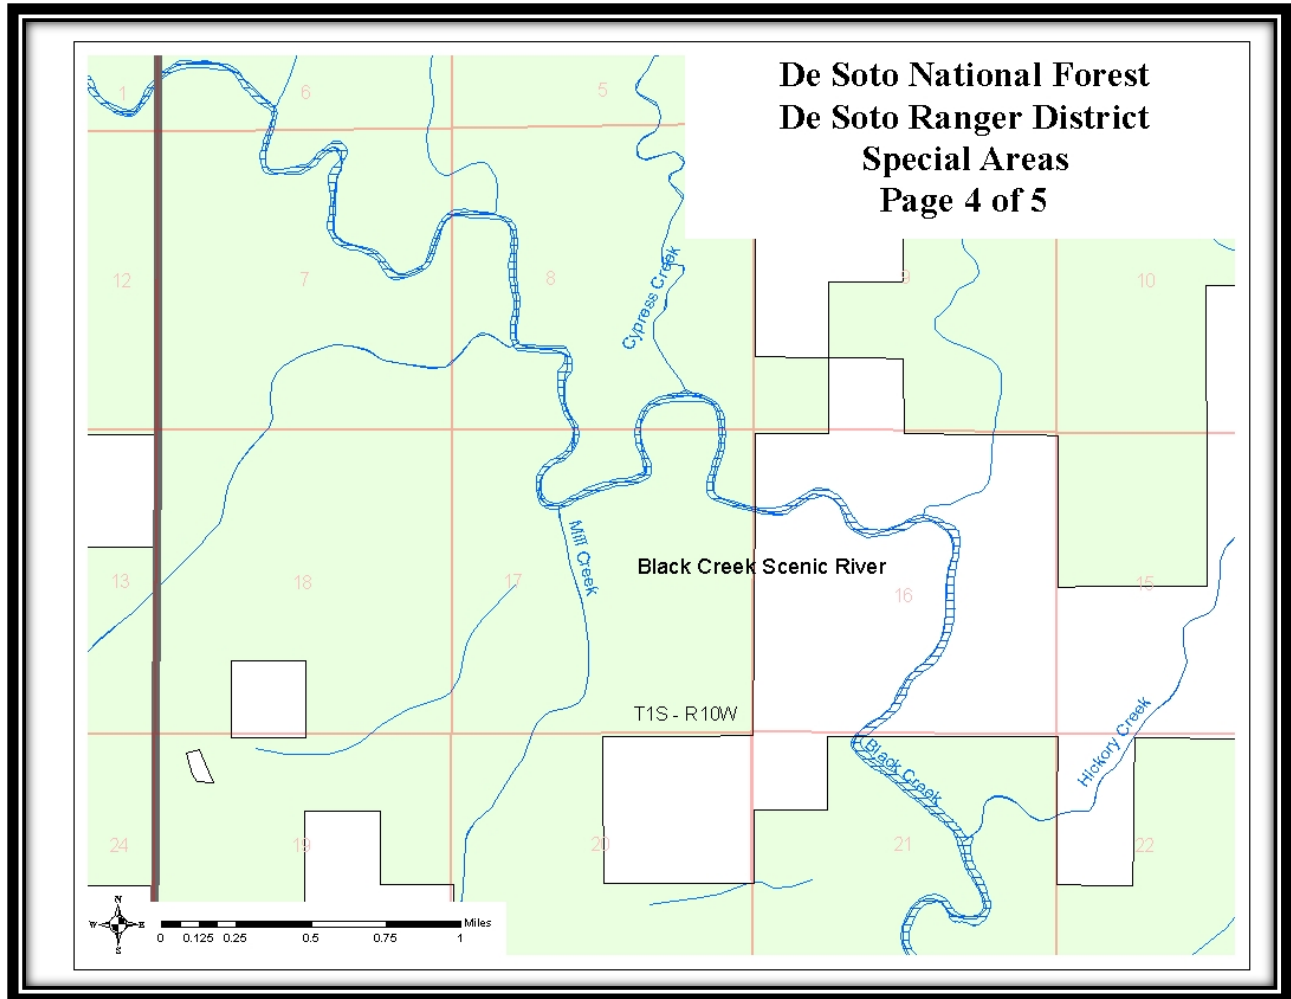 De Soto National Forest
De Soto Ranger District
Special Areas
Page 4 of 5
1
6
5
12
7
8
9
10
Cypress Creek
13
18
17
Mill Creek
Black Creek Scenic River
16
15
T1S - R10W
Black Creek
Hickory Creek
24
19
20
21
22
N
W
E
S
0 0.125 0.25 0.5 0.75 1 Miles